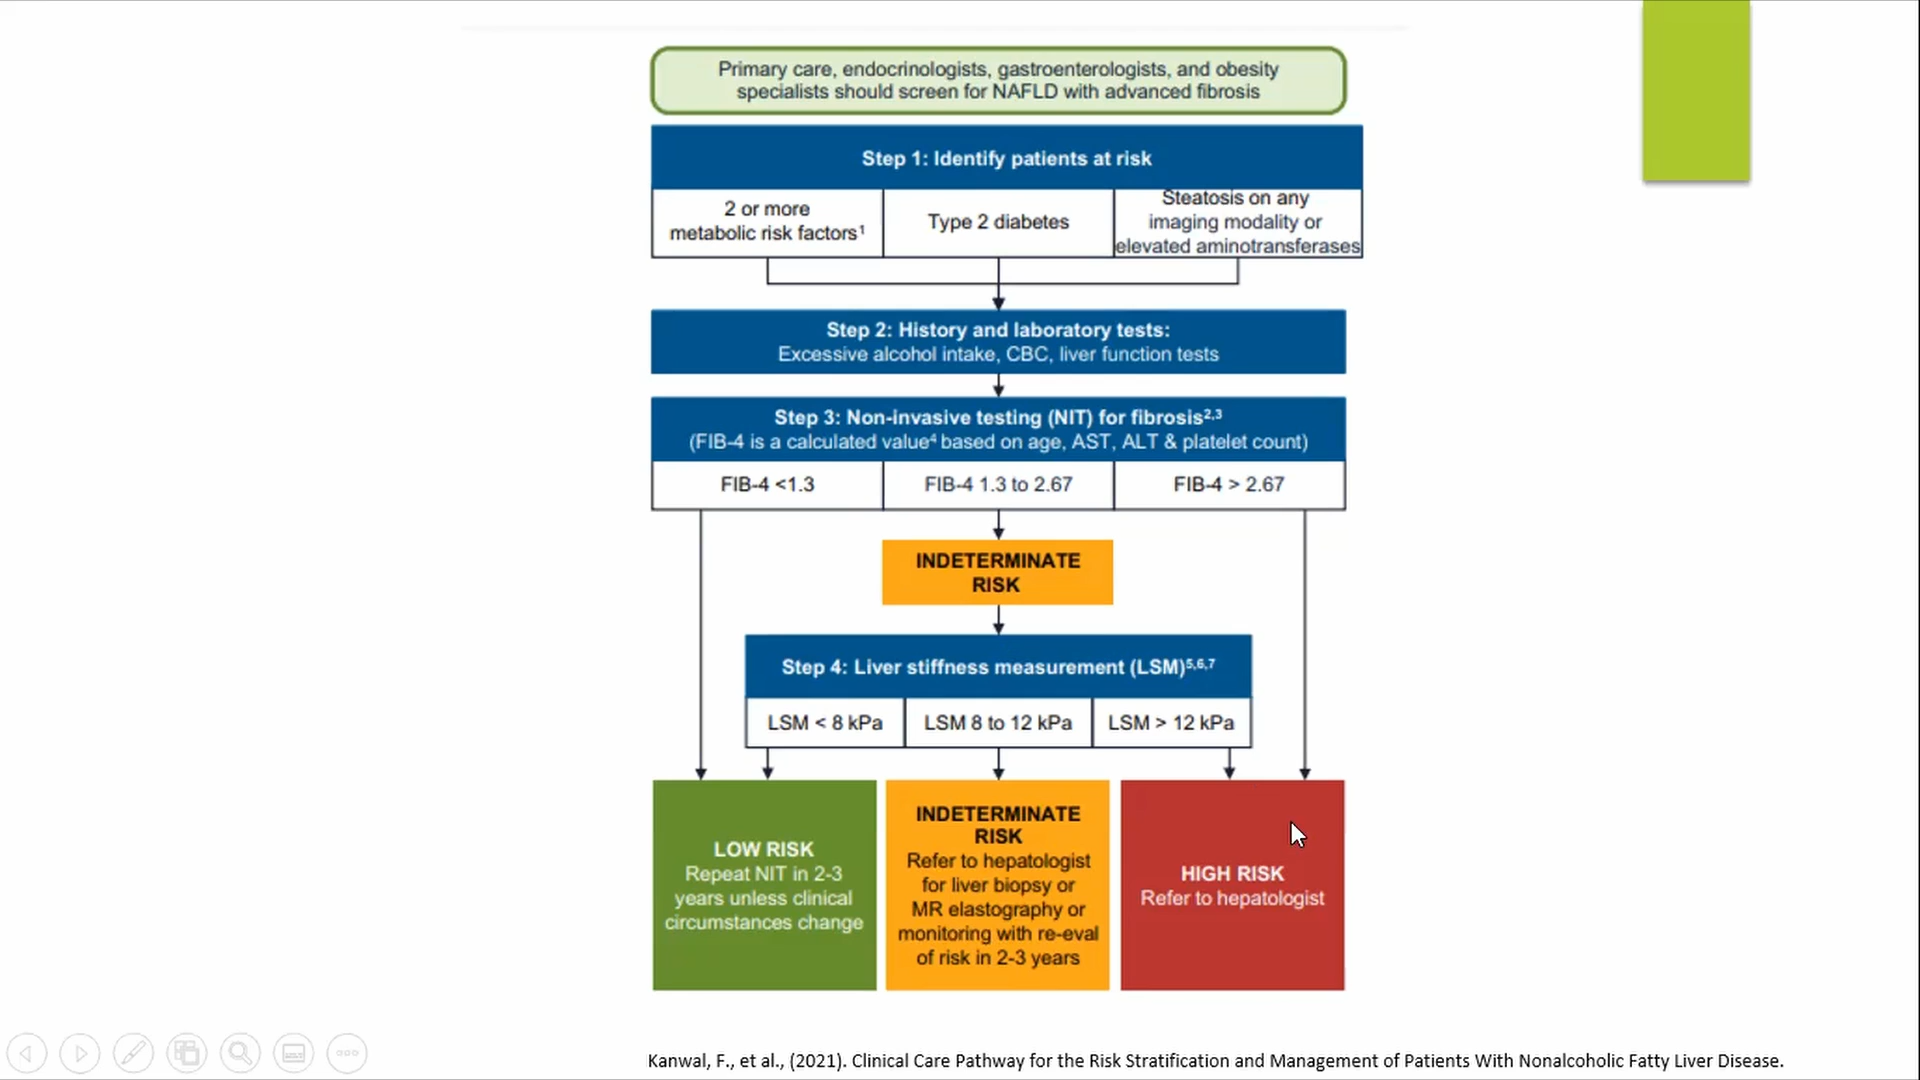 Primary care, endocrinologists, gastroenterologists, and obesity
specialists should screen for NAFLD with advanced fibrosis
Step 1: Identify patients at risk
2 or more
metabolic risk factors¹
Type 2 diabetes
Steatosis on any
imaging modality or
elevated aminotransferases
Step 2: History and laboratory tests:
Excessive alcohol intake, CBC, liver function tests
Step 3: Non-invasive testing (NIT) for fibrosis²,³
(FIB-4 is a calculated value⁴ based on age, AST, ALT & platelet count)
FIB-4 <1.3
FIB-4 1.3 to 2.67
FIB-4 > 2.67
INDETERMINATE
RISK
Step 4: Liver stiffness measurement (LSM)⁵,⁶,⁷
LSM < 8 kPa
LSM 8 to 12 kPa
LSM > 12 kPa
LOW RISK
Repeat NIT in 2-3
years unless clinical
circumstances change
INDETERMINATE
RISK
Refer to hepatologist
for liver biopsy or
MR elastography or
monitoring with re-eval
of risk in 2-3 years
HIGH RISK
Refer to hepatologist
Kanwal, F., et al., (2021). Clinical Care Pathway for the Risk Stratification and Management of Patients With Nonalcoholic Fatty Liver Disease.